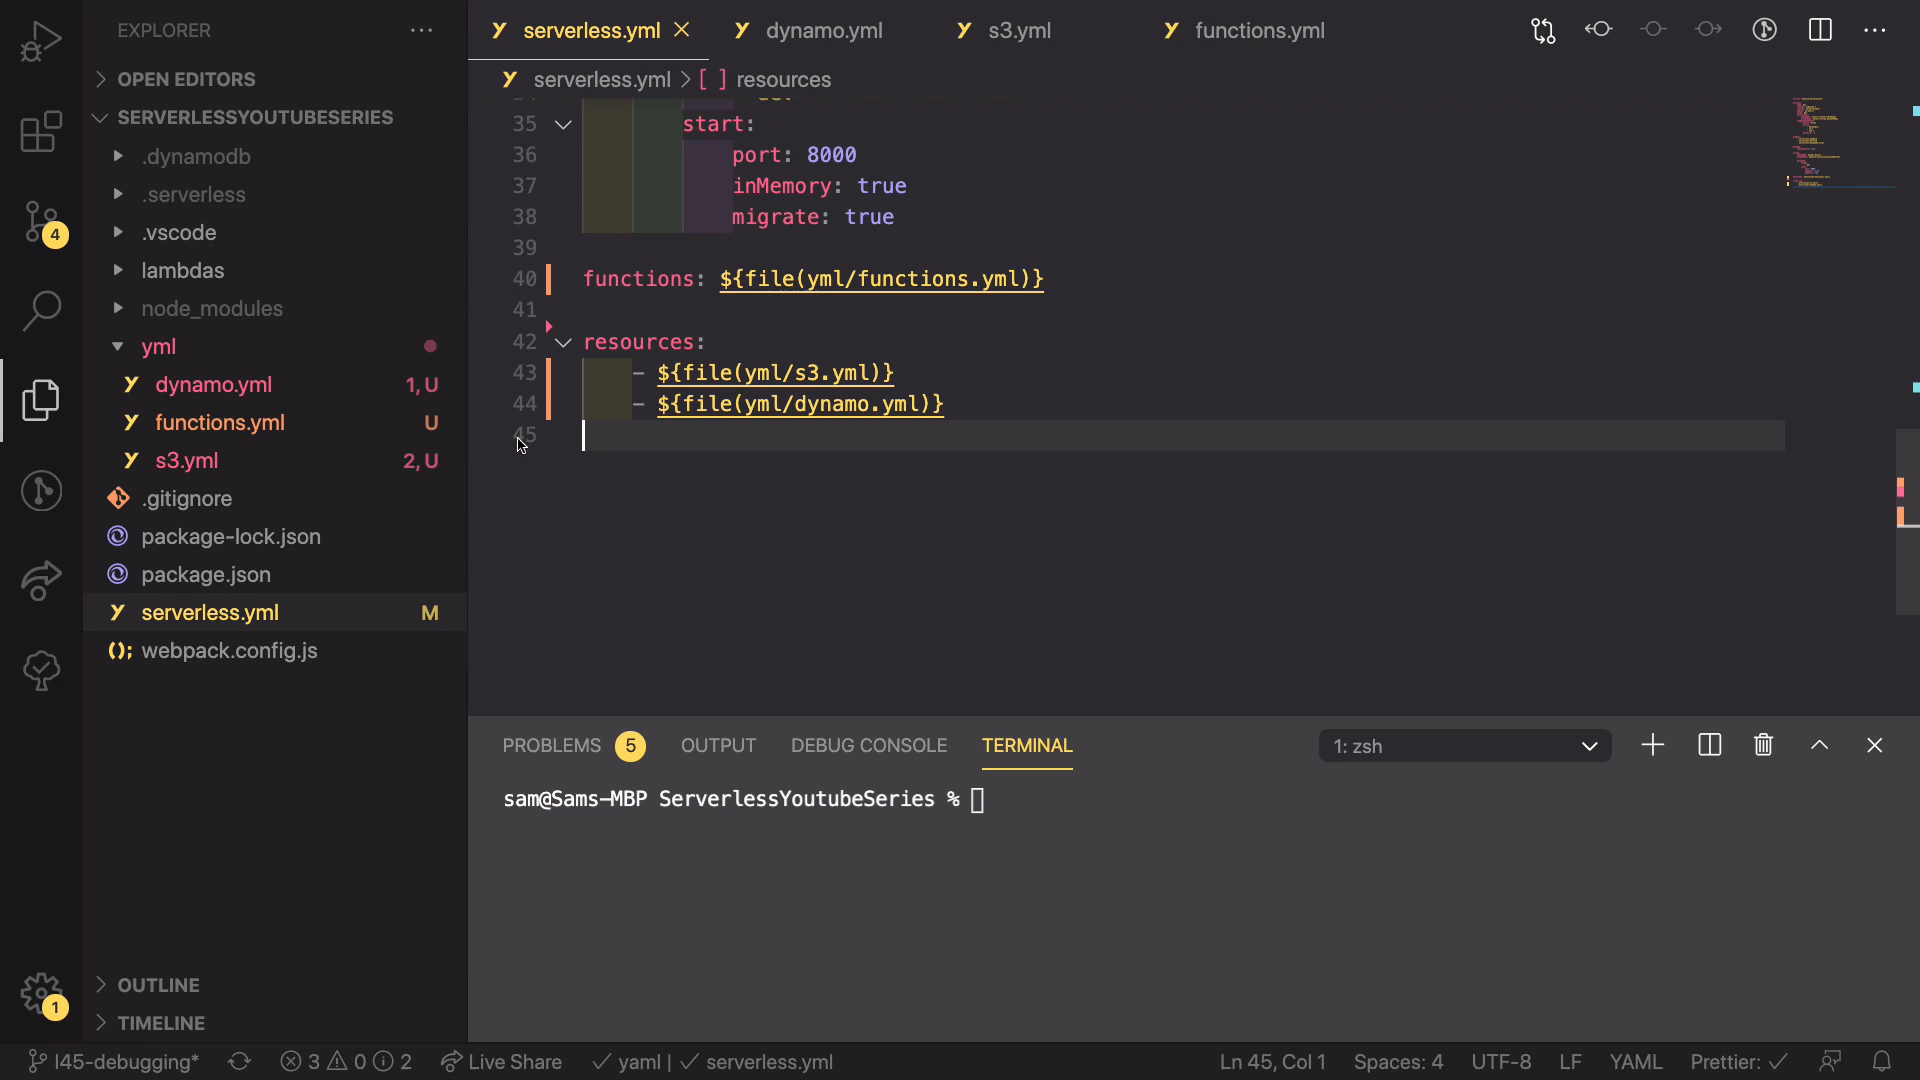 EXPLORER
OPEN EDITORS
SERVERLESSYOUTUBESERIES
.dynamodb
.serverless
.vscode
lambdas
node_modules
yml
dynamo.yml 1, U
functions.yml U
s3.yml 2, U
.gitignore
package-lock.json
package.json
serverless.yml M
webpack.config.js
OUTLINE
TIMELINE
4
1
serverless.yml
dynamo.yml
s3.yml
functions.yml
serverless.yml > [ ] resources
35 start:
36 port: 8000
37 inMemory: true
38 migrate: true
39
40 functions: ${file(yml/functions.yml)}
41
42 resources:
43 - ${file(yml/s3.yml)}
44 - ${file(yml/dynamo.yml)}
45
PROBLEMS 5 OUTPUT DEBUG CONSOLE TERMINAL 1: zsh
sam@Sams-MBP ServerlessYoutubeSeries %
l45-debugging* 3 0 2 Live Share yaml | serverless.yml Ln 45, Col 1 Spaces: 4 UTF-8 LF YAML Prettier: